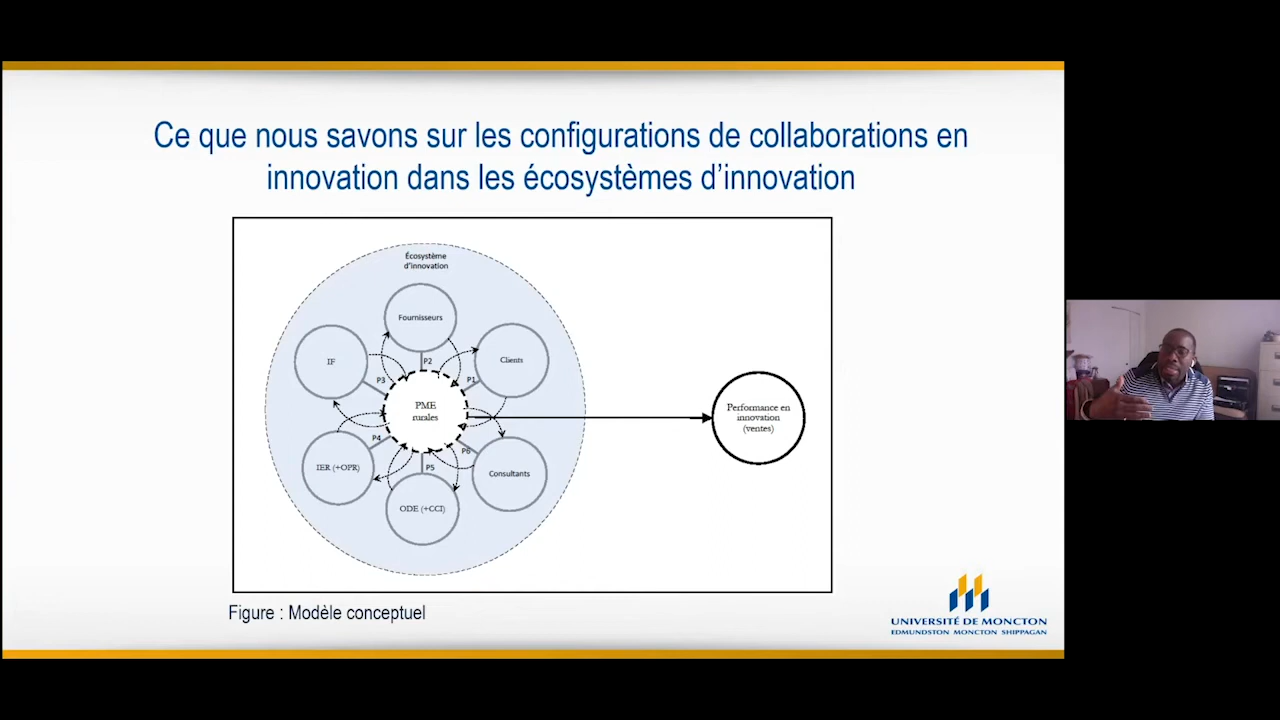 Ce que nous savons sur les configurations de collaborations en
innovation dans les écosystèmes d’innovation
Écosystème
d’innovation
Fournisseurs
IF
Clients
P2
P3
P1
PME
rurales
Performance en
innovation
(ventes)
P4
P6
P5
IER (+OPR)
Consultants
ODE (+CCI)
Figure : Modèle conceptuel
UNIVERSITÉ DE MONCTON
EDMUNDSTON MONCTON SHIPPAGAN